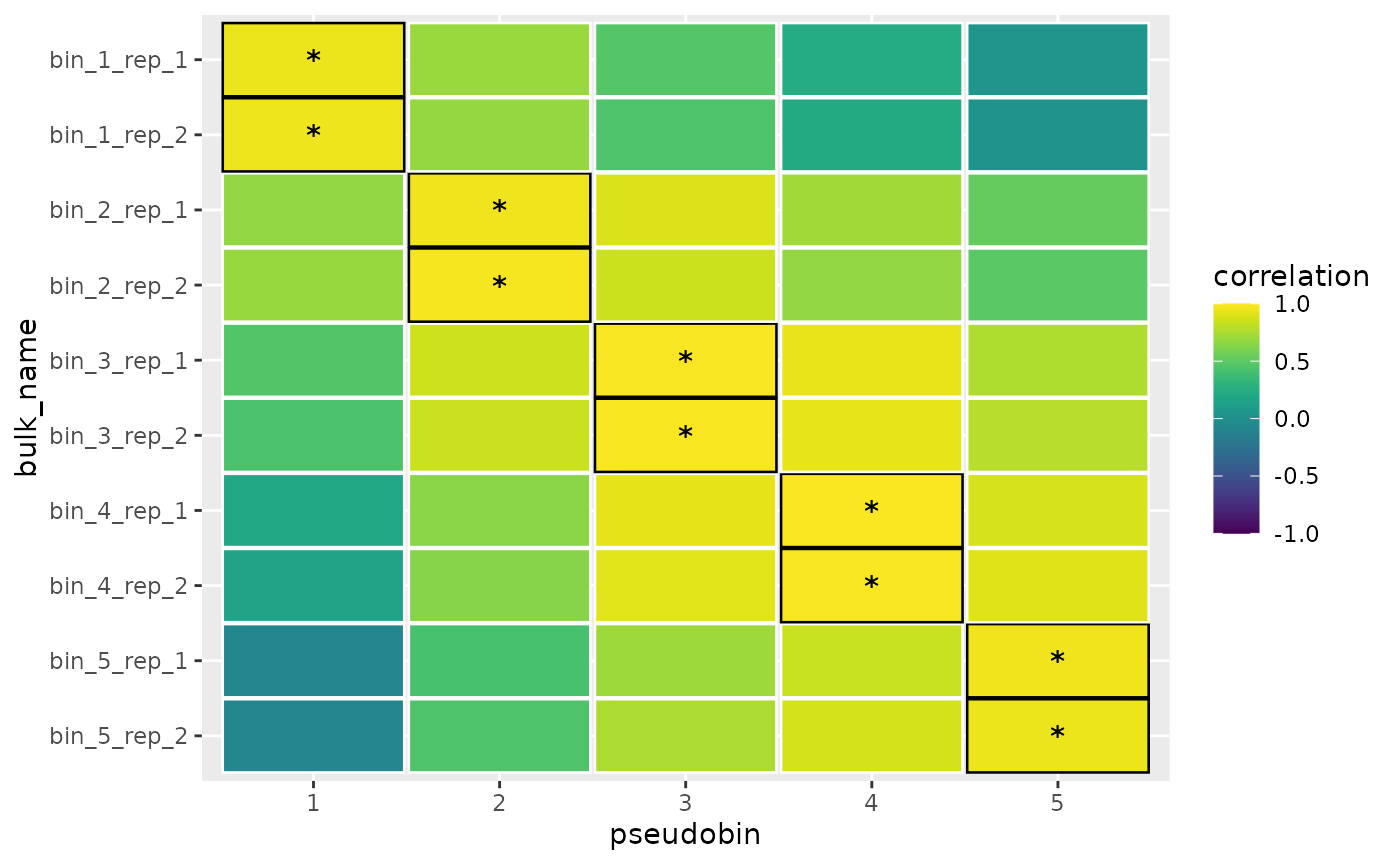 bin_1_rep_1
*
bin_1_rep_2
*
bin_2_rep_1
*
bin_2_rep_2
*
bin_3_rep_1
*
bin_3_rep_2
*
bin_4_rep_1
*
bin_4_rep_2
*
bin_5_rep_1
*
bin_5_rep_2
*
bulk_name
1 2 3 4 5
pseudobin
correlation
1.0
0.5
0.0
-0.5
-1.0